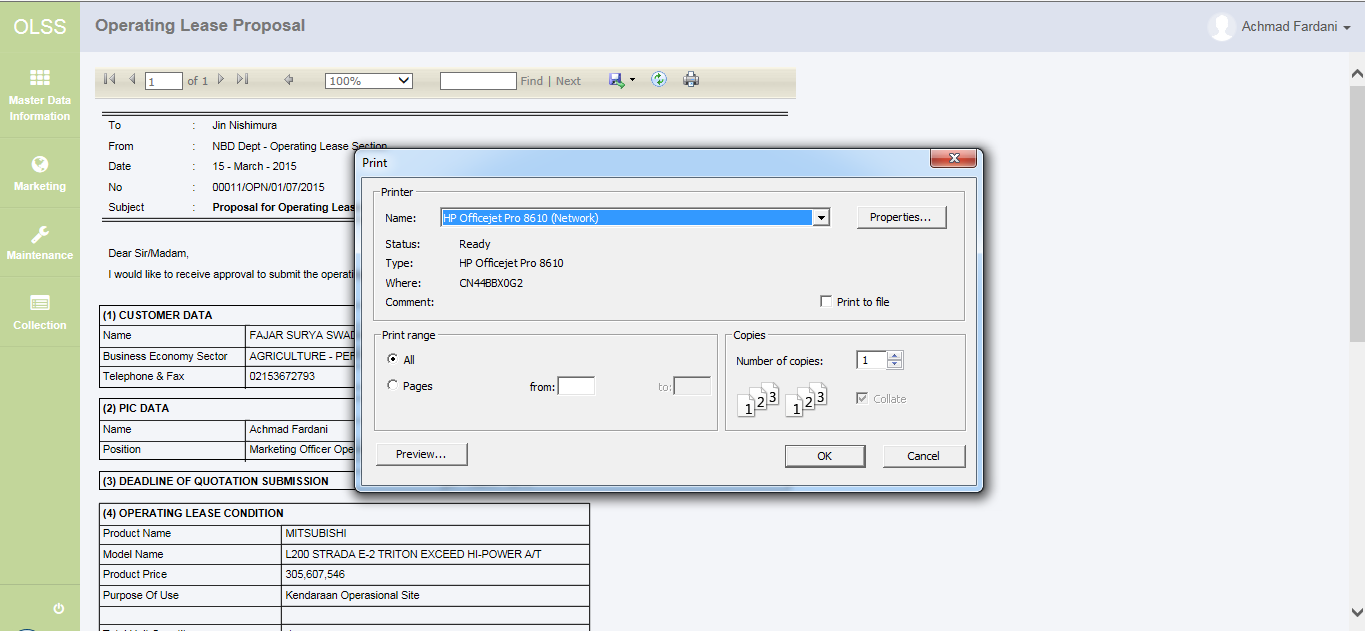 OLSS
Operating Lease Proposal
Achmad Fardani
Master Data
Information
Marketing
Maintenance
Collection
1 of 1 100% Find | Next
To : Jin Nishimura
From : NBD Dept - Operating Lease Section
Date : 15 - March - 2015
No : 00011/OPN/01/07/2015
Subject : Proposal for Operating Leas
Dear Sir/Madam,
I would like to receive approval to submit the operati
(1) CUSTOMER DATA
Name FAJAR SURYA SWAD
Business Economy Sector AGRICULTURE - PER
Telephone & Fax 02153672793
(2) PIC DATA
Name Achmad Fardani
Position Marketing Officer Ope
(3) DEADLINE OF QUOTATION SUBMISSION
(4) OPERATING LEASE CONDITION
Product Name MITSUBISHI
Model Name L200 STRADA E-2 TRITON EXCEED HI-POWER A/T
Product Price 305,607,546
Purpose Of Use Kendaraan Operasional Site
Print
Printer
Name: HP Officejet Pro 8610 (Network) Properties...
Status: Ready
Type: HP Officejet Pro 8610
Where: CN44BBX0G2
Comment: Print to file
Print range
All
Pages from: to:
Copies
Number of copies: 1
1 2 3 1 2 3 Collate
Preview... OK Cancel